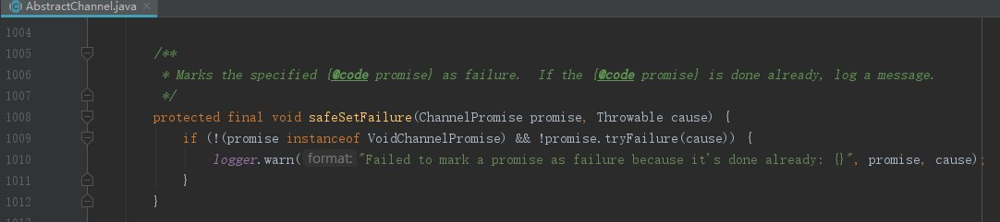 AbstractChannel.java
1004
1005 /**
1006 * Marks the specified {@code promise} as failure.  If the {@code promise} is done already, log a message.
1007 */
1008 protected final void safeSetFailure(ChannelPromise promise, Throwable cause) {
1009 if (!(promise instanceof VoidChannelPromise) && !promise.tryFailure(cause)) {
1010 logger.warn( format: "Failed to mark a promise as failure because it's done already: {}", promise, cause);
1011 }
1012 }